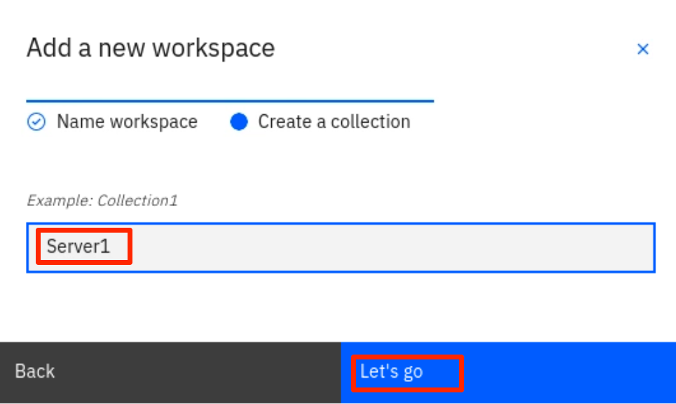 Add a new workspace
Name workspace Create a collection
Example: Collection1
Server1
Back Let's go